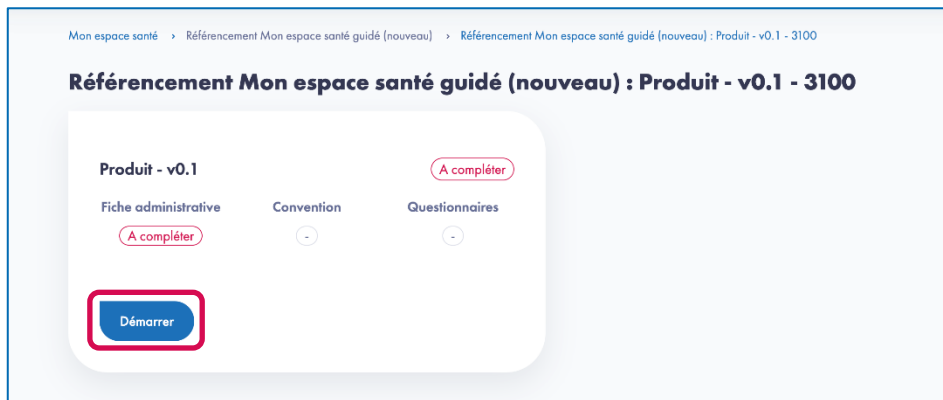 Mon espace santé › Référencement Mon espace santé guidé (nouveau) › Référencement Mon espace santé guidé (nouveau) : Produit - v0.1 - 3100
Référencement Mon espace santé guidé (nouveau) : Produit - v0.1 - 3100
Produit - v0.1 A compléter
Fiche administrative Convention Questionnaires
A compléter - -
Démarrer